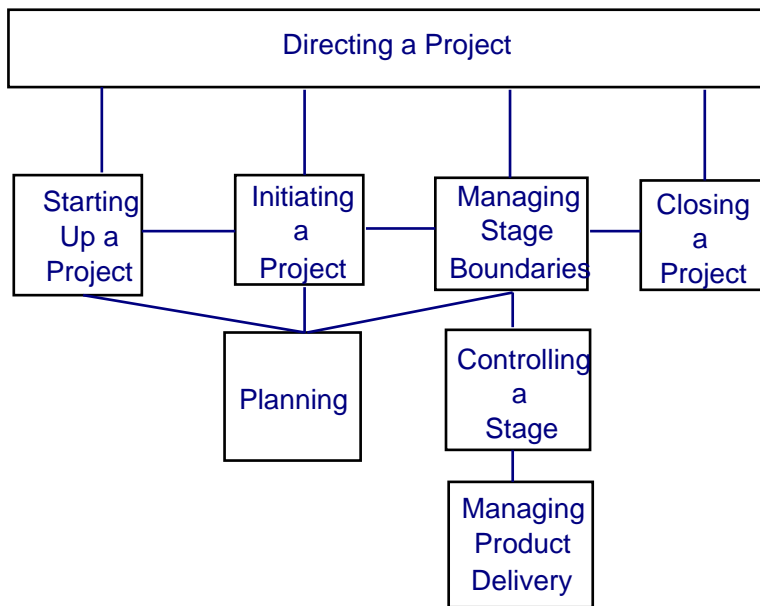 Directing a Project
Starting
Up a
Project
Initiating
a
Project
Managing
Stage
Boundaries
Closing
a
Project
Planning
Controlling
a
Stage
Managing
Product
Delivery